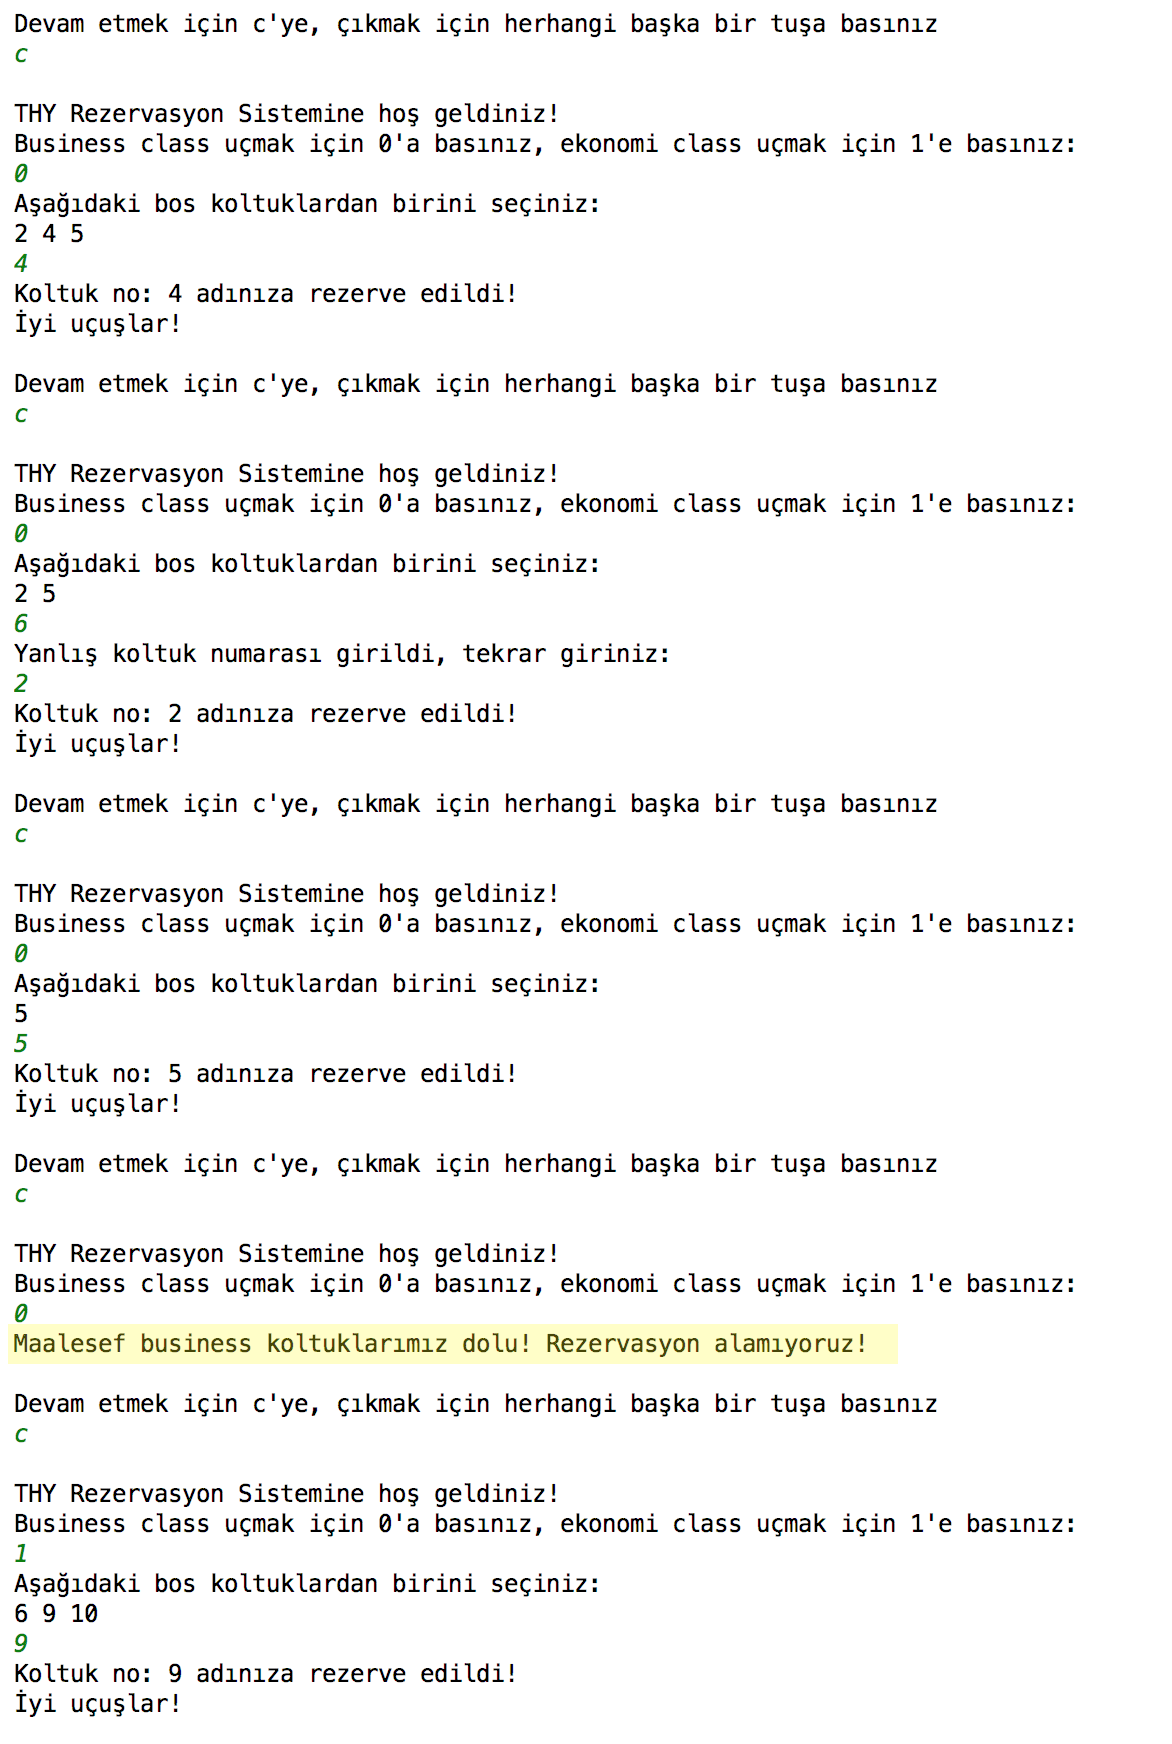 Devam etmek için c'ye, çıkmak için herhangi başka bir tuşa basınız
c
THY Rezervasyon Sistemine hoş geldiniz!
Business class uçmak için 0'a basınız, ekonomi class uçmak için 1'e basınız:
0
Aşağıdaki bos koltuklardan birini seçiniz:
2 4 5
4
Koltuk no: 4 adınıza rezerve edildi!
İyi uçuşlar!
Devam etmek için c'ye, çıkmak için herhangi başka bir tuşa basınız
c
THY Rezervasyon Sistemine hoş geldiniz!
Business class uçmak için 0'a basınız, ekonomi class uçmak için 1'e basınız:
0
Aşağıdaki bos koltuklardan birini seçiniz:
2 5
6
Yanlış koltuk numarası girildi, tekrar giriniz:
2
Koltuk no: 2 adınıza rezerve edildi!
İyi uçuşlar!
Devam etmek için c'ye, çıkmak için herhangi başka bir tuşa basınız
c
THY Rezervasyon Sistemine hoş geldiniz!
Business class uçmak için 0'a basınız, ekonomi class uçmak için 1'e basınız:
0
Aşağıdaki bos koltuklardan birini seçiniz:
5
5
Koltuk no: 5 adınıza rezerve edildi!
İyi uçuşlar!
Devam etmek için c'ye, çıkmak için herhangi başka bir tuşa basınız
c
THY Rezervasyon Sistemine hoş geldiniz!
Business class uçmak için 0'a basınız, ekonomi class uçmak için 1'e basınız:
0
Maalesef business koltuklarımız dolu! Rezervasyon alamıyoruz!
Devam etmek için c'ye, çıkmak için herhangi başka bir tuşa basınız
c
THY Rezervasyon Sistemine hoş geldiniz!
Business class uçmak için 0'a basınız, ekonomi class uçmak için 1'e basınız:
1
Aşağıdaki bos koltuklardan birini seçiniz:
6 9 10
9
Koltuk no: 9 adınıza rezerve edildi!
İyi uçuşlar!